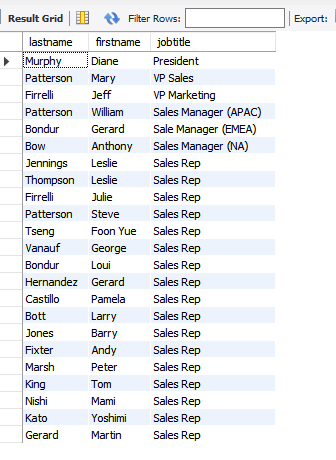 Result Grid Filter Rows: Export:
lastname firstname jobtitle
Murphy Diane President
Patterson Mary VP Sales
Firrelli Jeff VP Marketing
Patterson William Sales Manager (APAC)
Bondur Gerard Sale Manager (EMEA)
Bow Anthony Sales Manager (NA)
Jennings Leslie Sales Rep
Thompson Leslie Sales Rep
Firrelli Julie Sales Rep
Patterson Steve Sales Rep
Tseng Foon Yue Sales Rep
Vanauf George Sales Rep
Bondur Loui Sales Rep
Hernandez Gerard Sales Rep
Castillo Pamela Sales Rep
Bott Larry Sales Rep
Jones Barry Sales Rep
Fixter Andy Sales Rep
Marsh Peter Sales Rep
King Tom Sales Rep
Nishi Mami Sales Rep
Kato Yoshimi Sales Rep
Gerard Martin Sales Rep